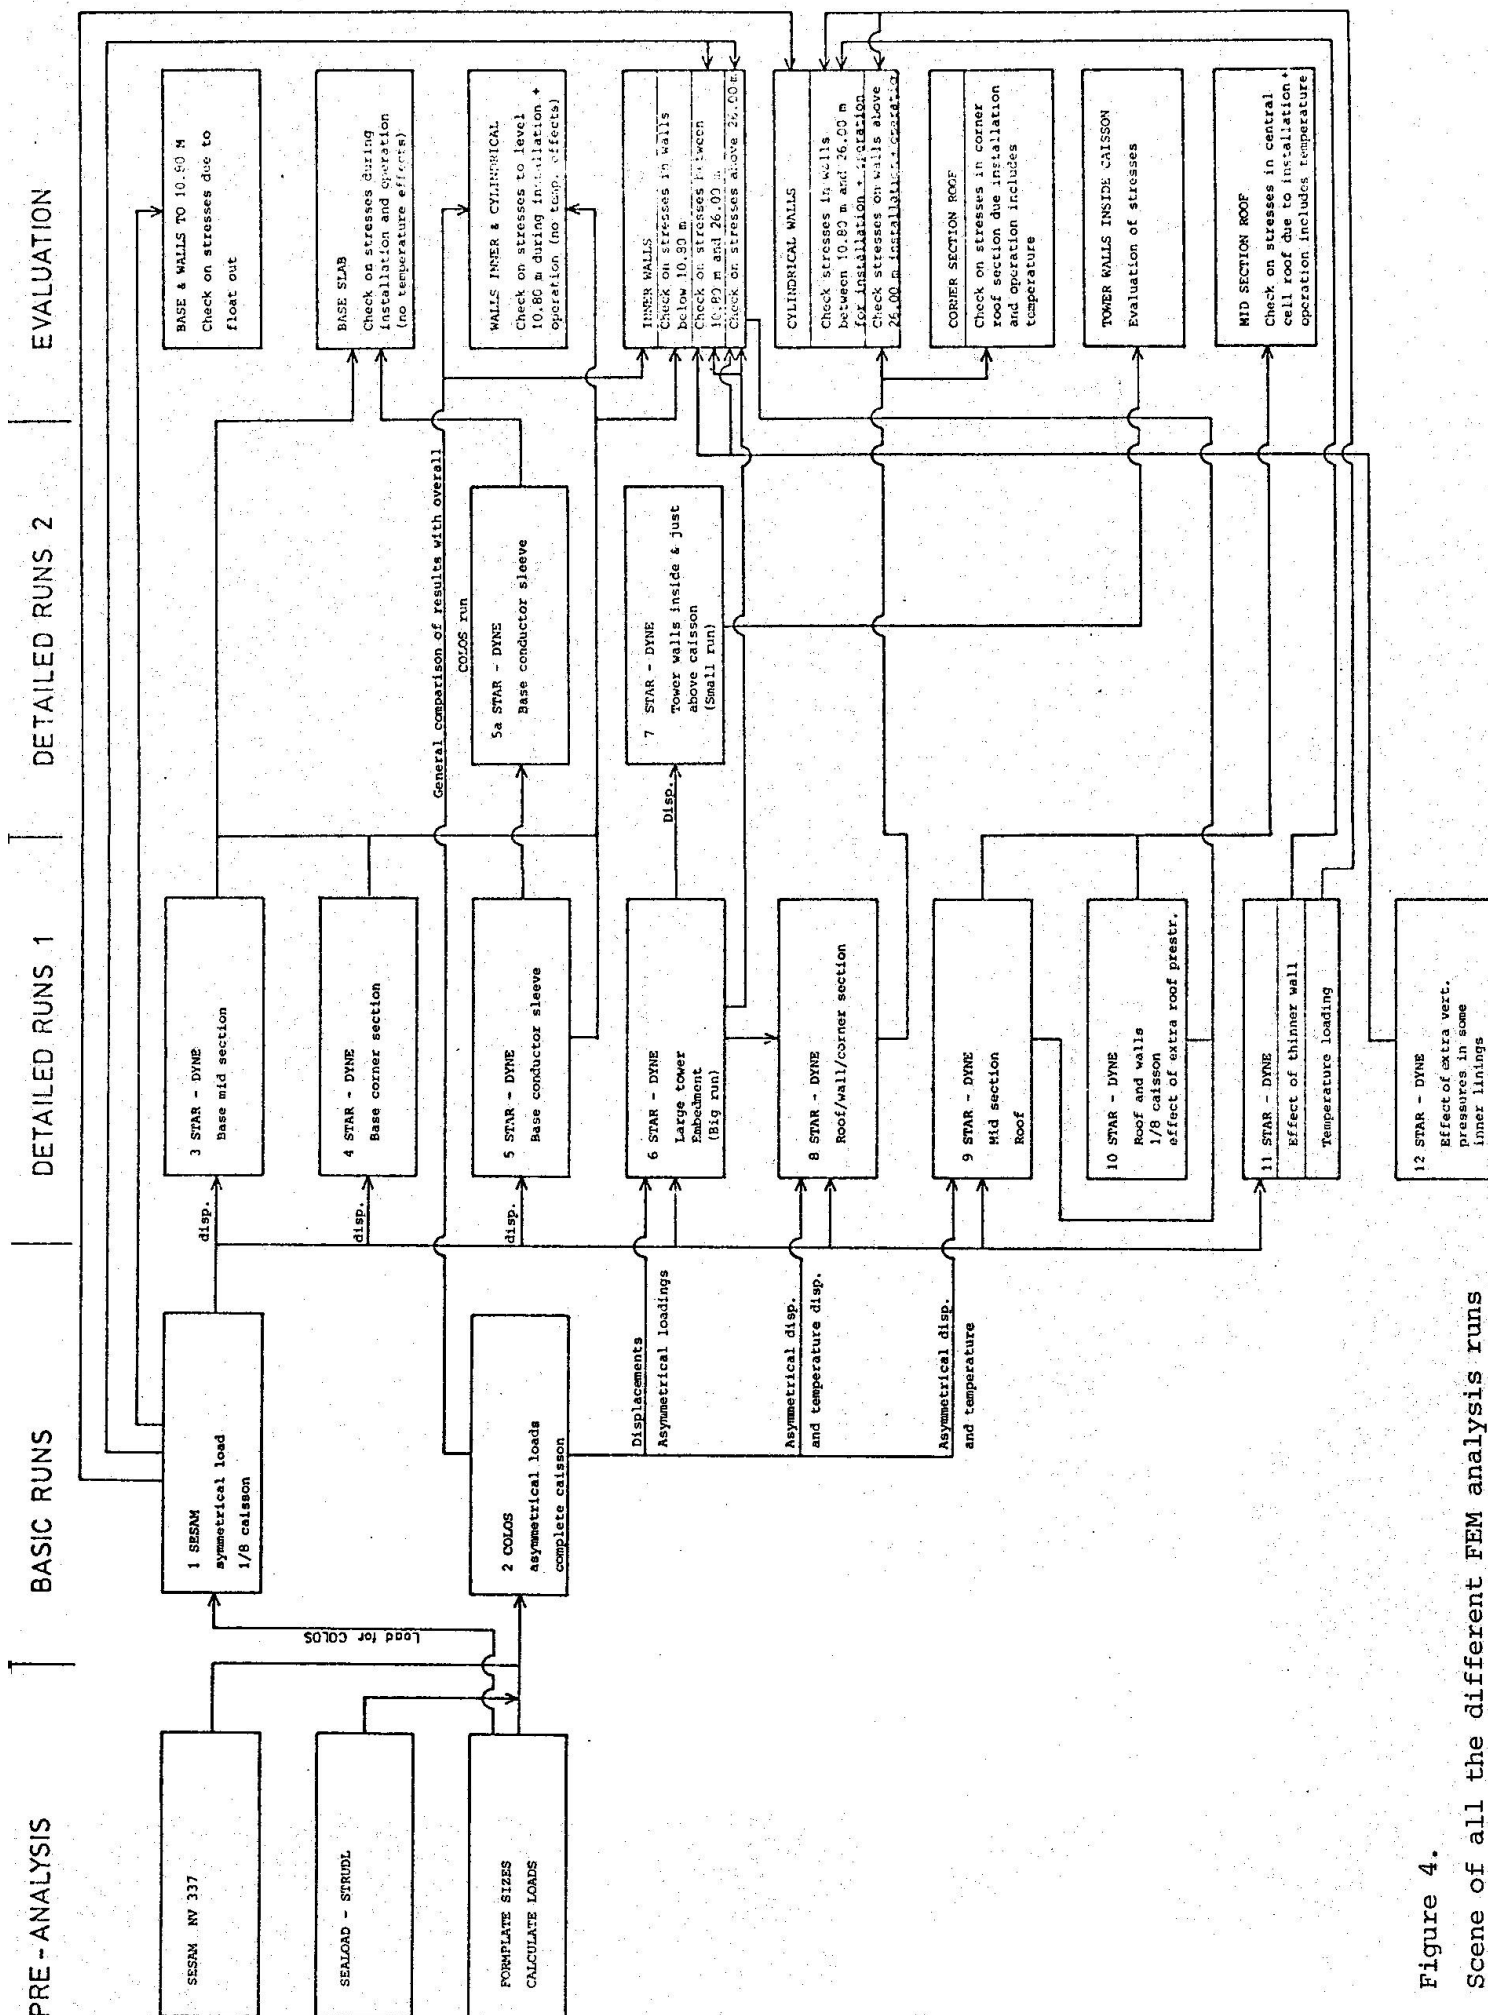 PRE - ANALYSIS
BASIC RUNS
DETAILED RUNS 1
DETAILED RUNS 2
EVALUATION
SESAM NV 337
SEALOAD - STRUDL
FORMPLATE SIZES
CALCULATE LOADS
Load for COLOS
1 SESAM
symmetrical load
1/8 caisson
2 COLOS
asymmetrical loads
complete caisson
disp.
disp.
disp.
Displacements
Asymmetrical loadings
Asymmetrical disp.
and temperature disp.
Asymmetrical disp.
and temperature
3 STAR - DYNE
Base mid section
4 STAR - DYNE
Base corner section
5 STAR - DYNE
Base conductor sleeve
6 STAR - DYNE
Large tower
Embedment
(Big run)
8 STAR - DYNE
Roof/wall/corner section
9 STAR - DYNE
Mid section
Roof
10 STAR - DYNE
Roof and walls
1/8 caisson
effect of extra roof prestr.
11 STAR - DYNE
Effect of thinner wall
Temperature loading
12 STAR - DYNE
Effect of extra vert.
pressures in some
inner linings
General comparison of results with overall
COLOS run
5a STAR - DYNE
Base conductor sleeve
Disp.
7 STAR - DYNE
Tower walls inside & just
above caisson
(Small run)
BASE & WALLS TO 10.80 M
Check on stresses due to
float out
BASE SLAB
Check on stresses during
installation and operation
(no temperature effects)
WALLS INNER & CYLINDRICAL
Check on stresses to level
10.80 m during installation +
operation (no temp. effects)
INNER WALLS
Check on stresses in walls
below 10.80 m
Check on stresses between
10.80 m and 26.00 m
Check on stresses above 26.00 m
CYLINDRICAL WALLS
Check stresses in walls
between 10.80 m and 26.00 m
for installation + operation
Check stresses on walls above
26.00 m installation + operation
CORNER SECTION ROOF
Check on stresses in corner
roof section due installation
and operation includes
temperature
TOWER WALLS INSIDE CAISSON
Evaluation of stresses
MID SECTION ROOF
Check on stresses in central
cell roof due to installation +
operation includes temperature
Figure 4.
Scene of all the different FEM analysis runs